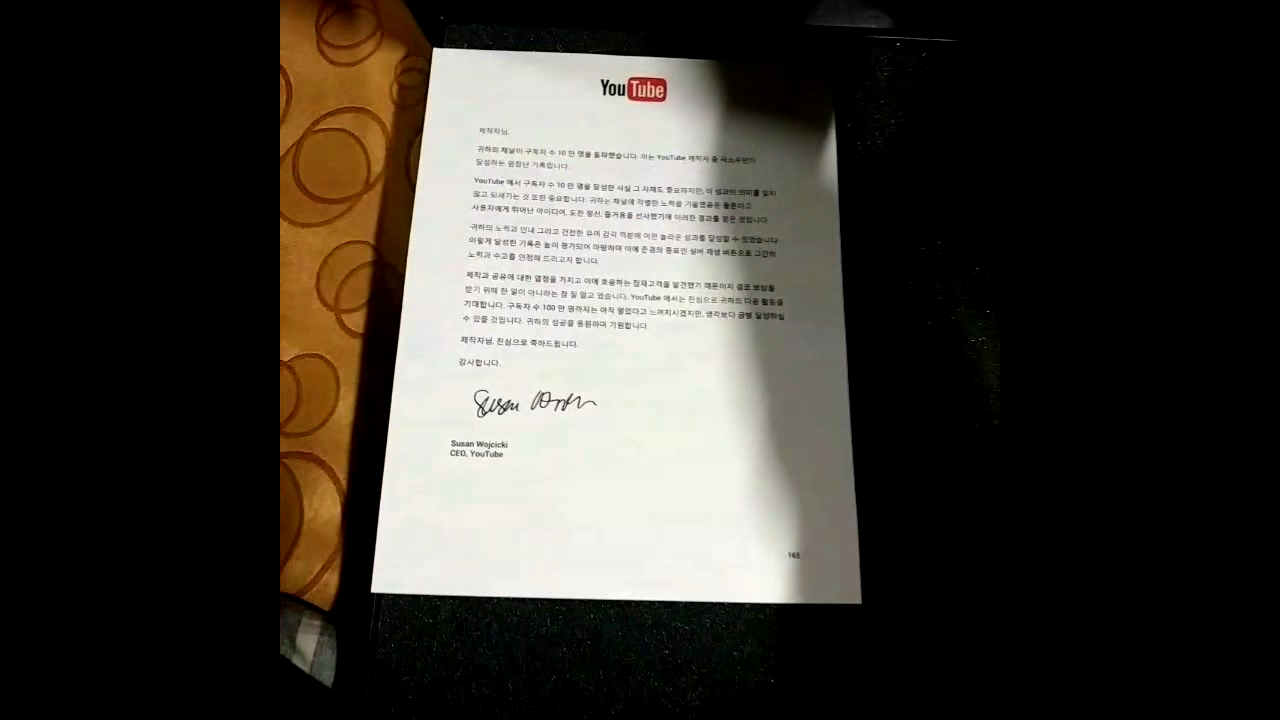 YouTube
제작자님,
귀하의 채널이 구독자 수 10 만 명을 돌파했습니다. 이는 YouTube 제작자 중 극소수만이
달성하는 엄청난 기록입니다.
YouTube 에서 구독자 수 10 만 명을 달성한 사실 그 자체도 중요하지만, 이 성과의 의미를 잊지
않고 되새기는 것 또한 중요합니다. 귀하는 채널에 각별한 노력을 기울였음은 물론이고
사용자에게 뛰어난 아이디어, 도전 정신, 즐거움을 선사했기에 이러한 결과를 얻은 것입니다.
귀하의 노력과 인내 그리고 건전한 유머 감각 덕분에 이런 놀라운 성과를 달성할 수 있었습니다.
이렇게 달성한 기록은 높이 평가되어 마땅하며 이에 존경의 증표인 실버 재생 버튼으로 그간의
노력과 수고를 인정해 드리고자 합니다.
제작과 공유에 대한 열정을 가지고 이에 호응하는 잠재고객을 발견했기 때문이지 결코 보상을
받기 위해 한 일이 아니라는 점 잘 알고 있습니다. YouTube 에서는 진심으로 귀하의 다음 활동을
기대합니다. 구독자 수 100 만 명까지는 아직 멀었다고 느껴지시겠지만, 생각보다 금방 달성하실
수 있을 것입니다. 귀하의 성공을 응원하며 기원합니다.
제작자님, 진심으로 축하드립니다.
감사합니다.
Susan Wojcicki
CEO, YouTube
165